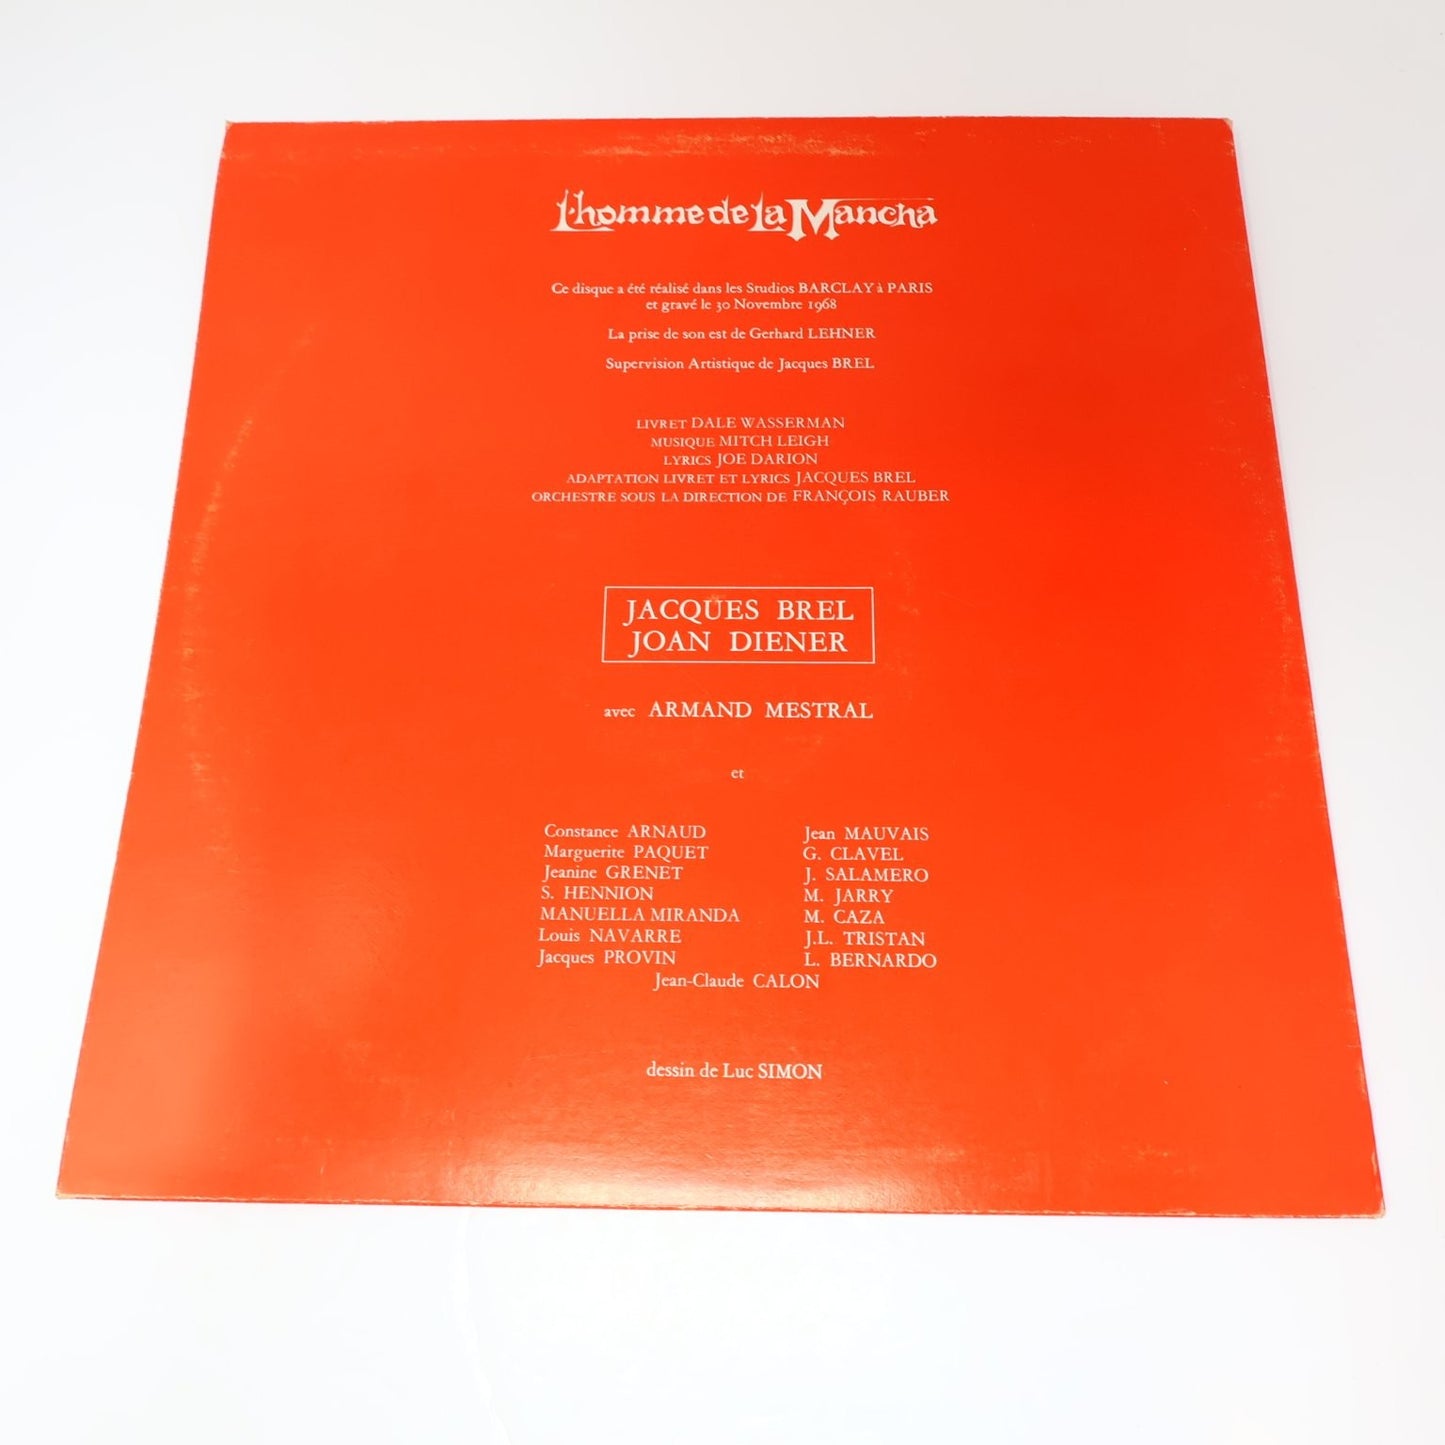 L'homme de la Mancha
Ce disque a été réalisé dans les Studios BARCLAY à PARIS
et gravé le 30 Novembre 1968
La prise de son est de Gerhard LEHNER
Supervision Artistique de Jacques BREL
LIVRET DALE WASSERMAN
MUSIQUE MITCH LEIGH
LYRICS JOE DARION
ADAPTATION LIVRET ET LYRICS JACQUES BREL
ORCHESTRE SOUS LA DIRECTION DE FRANÇOIS RAUBER
JACQUES BREL
JOAN DIENER
avec ARMAND MESTRAL
et
Constance ARNAUD
Marguerite PAQUET
Jeanine GRENET
S. HENNION
MANUELLA MIRANDA
Louis NAVARRE
Jacques PROVIN
Jean MAUVAIS
G. CLAVEL
J. SALAMERO
M. JARRY
M. CAZA
J.L. TRISTAN
L. BERNARDO
Jean-Claude CALON
dessin de Luc SIMON